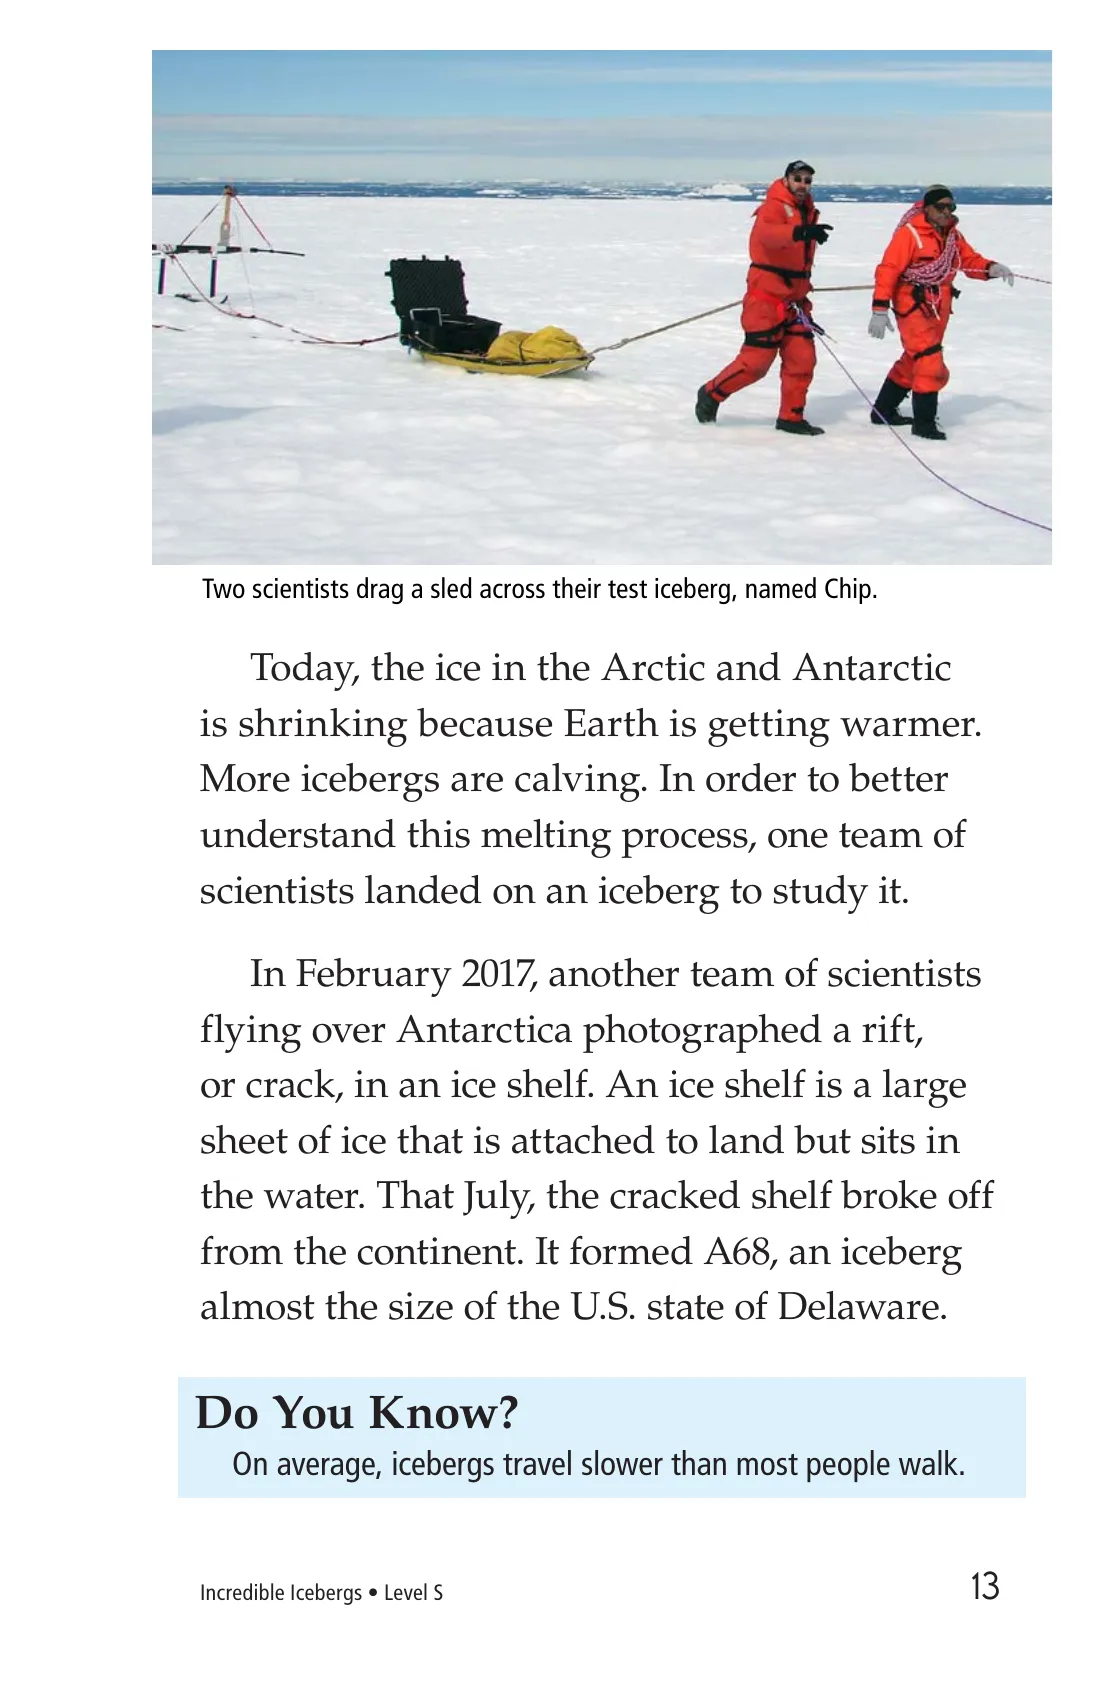 Two scientists drag a sled across their test iceberg, named Chip.
Today, the ice in the Arctic and Antarctic
is shrinking because Earth is getting warmer.
More icebergs are calving. In order to better
understand this melting process, one team of
scientists landed on an iceberg to study it.
In February 2017, another team of scientists
flying over Antarctica photographed a rift,
or crack, in an ice shelf. An ice shelf is a large
sheet of ice that is attached to land but sits in
the water. That July, the cracked shelf broke off
from the continent. It formed A68, an iceberg
almost the size of the U.S. state of Delaware.
Do You Know?
On average, icebergs travel slower than most people walk.
Incredible Icebergs • Level S
13